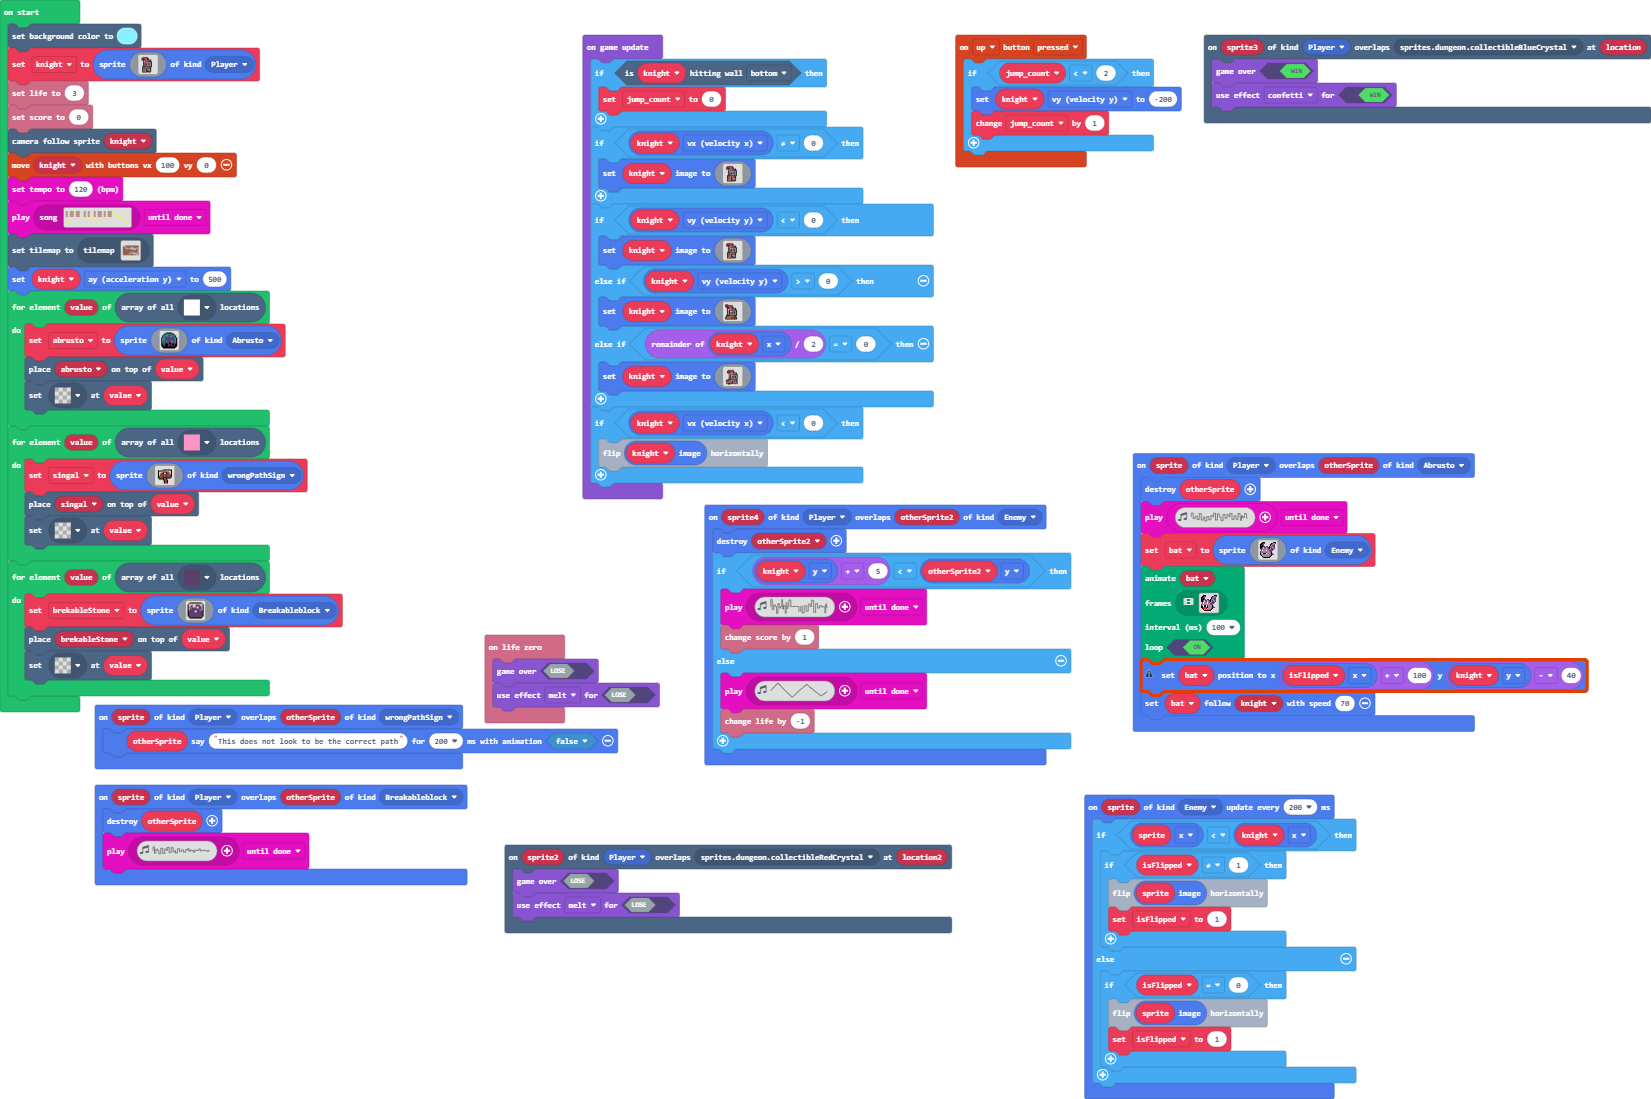 on start
set background color to
set knight to sprite of kind Player
set life to 3
set score to 0
camera follow sprite knight
move knight with buttons vx 100 vy 0
set tempo to 120 (bpm)
play song until done
set tilemap to tilemap
set knight ay (acceleration y) to 500
for element value of array of all locations
do
set abrusto to sprite of kind Abrusto
place abrusto on top of value
set at value
for element value of array of all locations
do
set singal to sprite of kind wrongPathSign
place singal on top of value
set at value
for element value of array of all locations
do
set brekableStone to sprite of kind Breakableblock
place brekableStone on top of value
set at value
on sprite of kind Player overlaps otherSprite of kind wrongPathSign
otherSprite say "This does not look to be the correct path" for 200 ms with animation false
on sprite of kind Player overlaps otherSprite of kind Breakableblock
destroy otherSprite
play until done
on life zero
game over LOSE
use effect melt for LOSE
on game update
if is knight hitting wall bottom then
set jump_count to 0
if knight vx (velocity x) ≠ 0 then
set knight image to
if knight vy (velocity y) < 0 then
set knight image to
else if knight vy (velocity y) > 0 then
set knight image to
else if remainder of knight x / 2 = 0 then
set knight image to
if knight vx (velocity x) < 0 then
flip knight image horizontally
on sprite4 of kind Player overlaps otherSprite2 of kind Enemy
destroy otherSprite2
if knight y + 5 < otherSprite2 y then
play until done
change score by 1
else
play until done
change life by -1
on sprite2 of kind Player overlaps sprites.dungeon.collectibleRedCrystal at location2
game over LOSE
use effect melt for LOSE
on up button pressed
if jump_count < 2 then
set knight vy (velocity y) to -200
change jump_count by 1
on sprite3 of kind Player overlaps sprites.dungeon.collectibleBlueCrystal at location
game over WIN
use effect confetti for WIN
on sprite of kind Player overlaps otherSprite of kind Abrusto
destroy otherSprite
play until done
set bat to sprite of kind Enemy
animate bat
frames
interval (ms) 100
loop ON
set bat position to x isFlipped x + 100 y knight y - 40
set bat follow knight with speed 70
on sprite of kind Enemy update every 200 ms
if sprite x < knight x then
if isFlipped ≠ 1 then
flip sprite image horizontally
set isFlipped to 1
else
if isFlipped = 0 then
flip sprite image horizontally
set isFlipped to 1